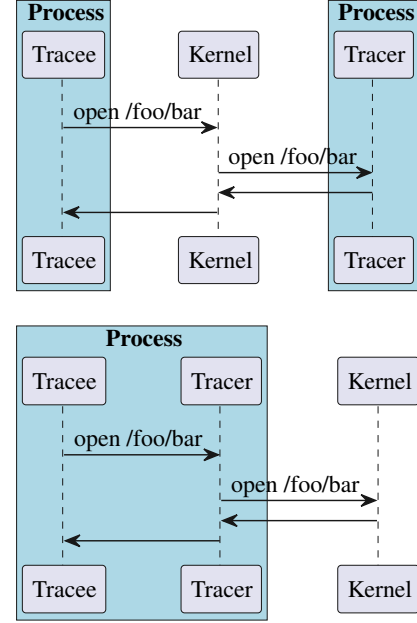 Process Process
Tracee Kernel Tracer
open /foo/bar
open /foo/bar
Tracee Kernel Tracer
Process
Tracee Tracer Kernel
open /foo/bar
open /foo/bar
Tracee Tracer Kernel